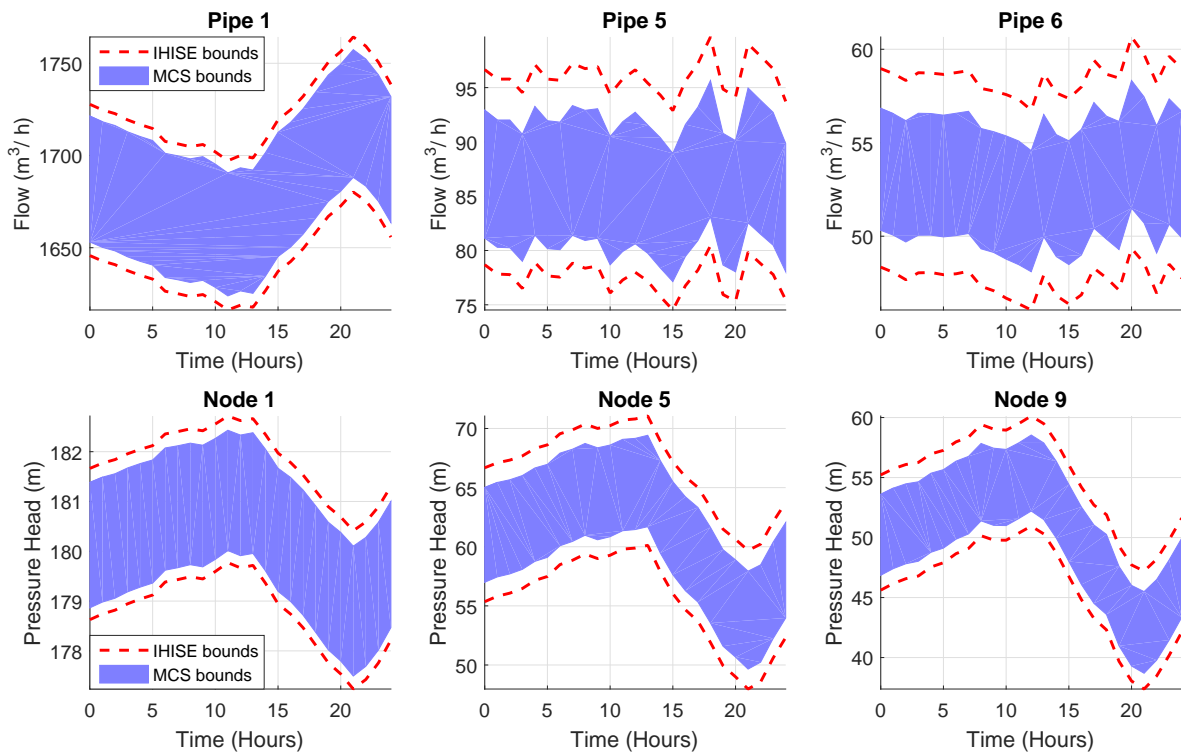 Pipe 1
Pipe 5
Pipe 6
IHISE bounds
MCS bounds
Flow (m³/ h)
1750
1700
1650
0 5 10 15 20
Time (Hours)
Flow (m³/ h)
95
90
85
80
75
0 5 10 15 20
Time (Hours)
Flow (m³/ h)
60
55
50
0 5 10 15 20
Time (Hours)
Node 1
Node 5
Node 9
Pressure Head (m)
182
181
180
179
178
IHISE bounds
MCS bounds
0 5 10 15 20
Time (Hours)
Pressure Head (m)
70
65
60
55
50
0 5 10 15 20
Time (Hours)
Pressure Head (m)
60
55
50
45
40
0 5 10 15 20
Time (Hours)